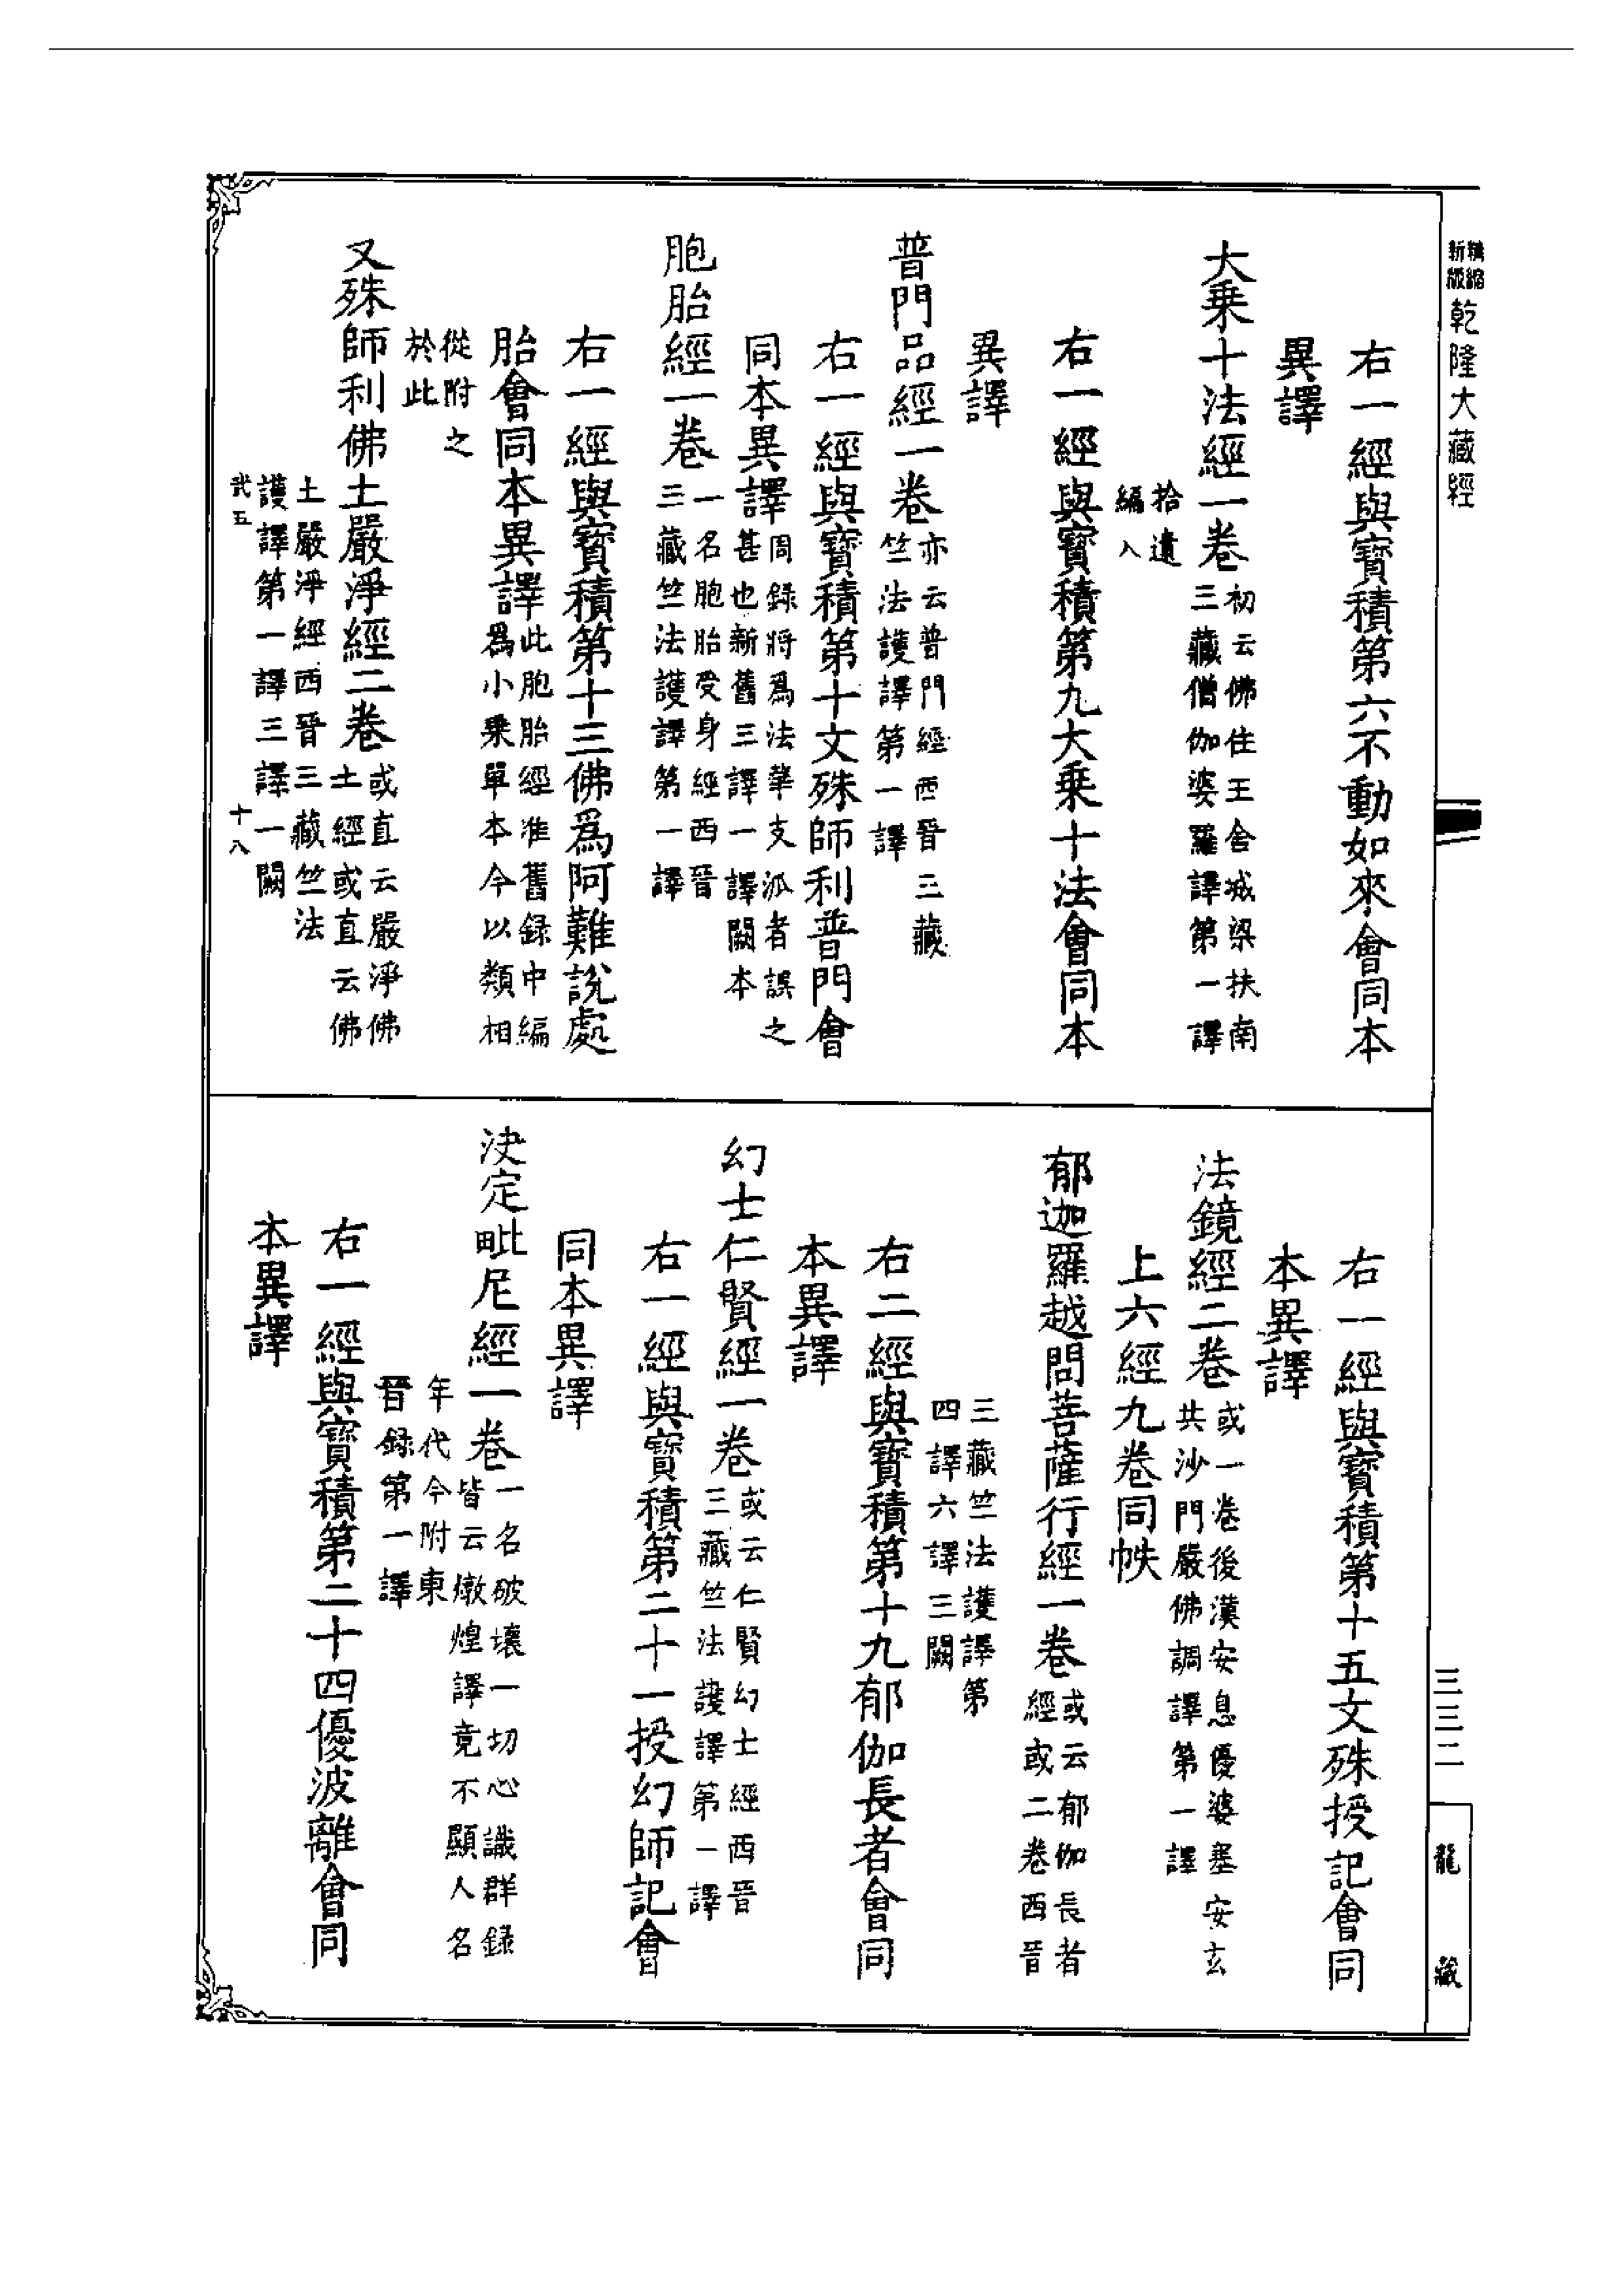 精縮新版 乾隆大藏經
右一經與寶積第六不動如來會同本
異譯
大乗十法經一卷 初云佛住王舍城梁扶南
三藏僧伽婆羅譯第一譯
拾遺
編入
右一經與寶積第九大乗十法會同本
異譯
普門品經一卷 亦云普門經西晉三藏
竺法護譯第一譯
右一經與寶積第十文殊師利普門會
同本異譯 周録將爲法華支派者誤之
甚也新舊三譯一譯闕本
胞胎經一卷 一名胞胎受身經西晉
三藏竺法護譯第一譯
右一經與寶積第十三佛爲阿難說處
胎會同本異譯 此胞胎經准舊録中編
爲小乗單本今以類相
從附之
於此
文殊師利佛土嚴淨經二卷 或直云嚴淨佛
土經或直云佛
土嚴淨經西晉三藏竺法
護譯第一譯三譯一闕
武五 十八
右一經與寶積第十五文殊授記會同
本異譯
法鏡經二卷 或一卷後漢安息優婆塞安玄
共沙門嚴佛調譯第一譯
上六經九卷同帙
郁迦羅越問菩薩行經一卷 或云郁伽長者
經或二卷西晉
三藏竺法護譯第
四譯六譯三闕
右二經與寶積第十九郁伽長者會同
本異譯
幻士仁賢經一卷 或云仁賢幻士經西晉
三藏竺法護譯第一譯
右一經與寶積第二十一授幻師記會
同本異譯
決定毗尼經一卷 一名破壞一切心識群録
皆云燉煌譯竟不顯人名
年代今附東
晉録第一譯
右一經與寶積第二十四優波離會同
本異譯
三三二
龍藏